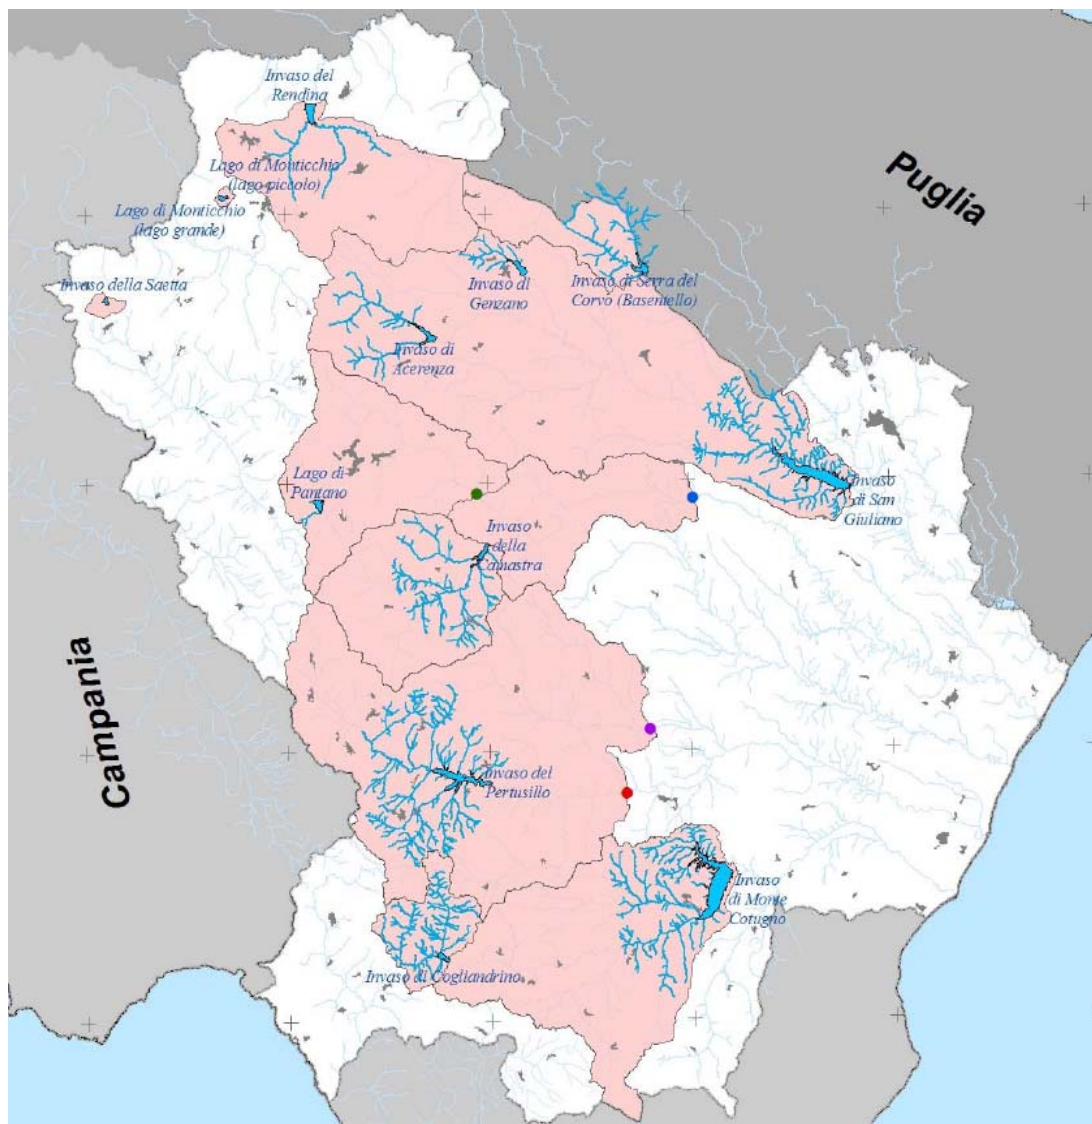 Invaso del
Rendina
Puglia
Lago di Monticchio
(lago piccolo)
Lago di Monticchio
(lago grande)
Invaso della Saetta
Invaso di
Genzano
Invaso di Serra del
Corvo (Basentello)
Invaso di
Acerenza
Lago di
Pantano
Invaso
di San
Giuliano
Invaso
della
Camastra
Campania
Invaso del
Pertusillo
Invaso
di Monte
Cotugno
Invaso di Cogliandrino